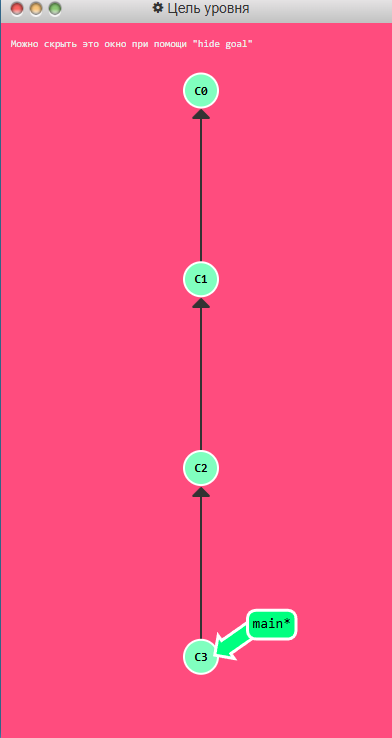 Цель уровня
Можно скрыть это окно при помощи "hide goal"
C0
C1
C2
main*
C3